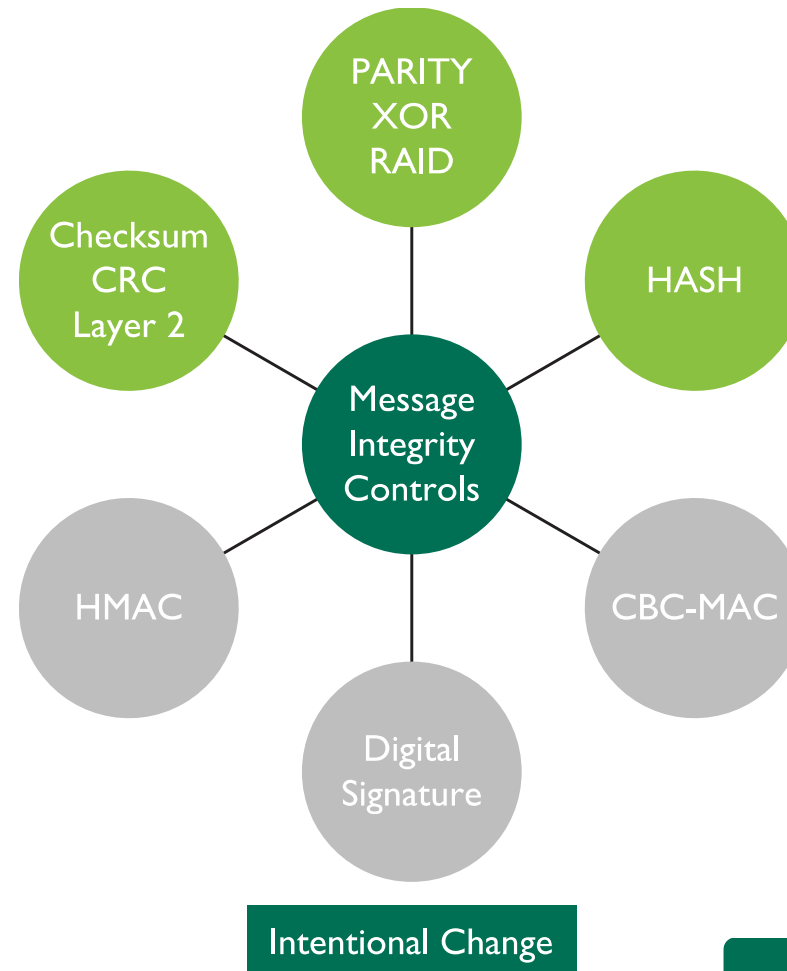 PARITY
XOR
RAID
Checksum
CRC
Layer 2
HASH
Message
Integrity
Controls
HMAC
CBC-MAC
Digital
Signature
Intentional Change